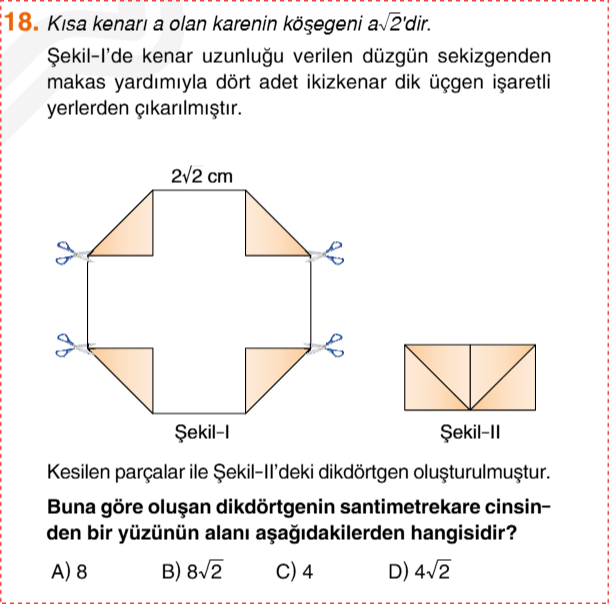 18. Kısa kenarı a olan karenin köşegeni a√2'dir.
Şekil-I'de kenar uzunluğu verilen düzgün sekizgenden
makas yardımıyla dört adet ikizkenar dik üçgen işaretli
yerlerden çıkarılmıştır.
2√2 cm
Şekil-I
Şekil-II
Kesilen parçalar ile Şekil-II'deki dikdörtgen oluşturulmuştur.
Buna göre oluşan dikdörtgenin santimetrekare cinsin-
den bir yüzünün alanı aşağıdakilerden hangisidir?
A) 8 B) 8√2 C) 4 D) 4√2